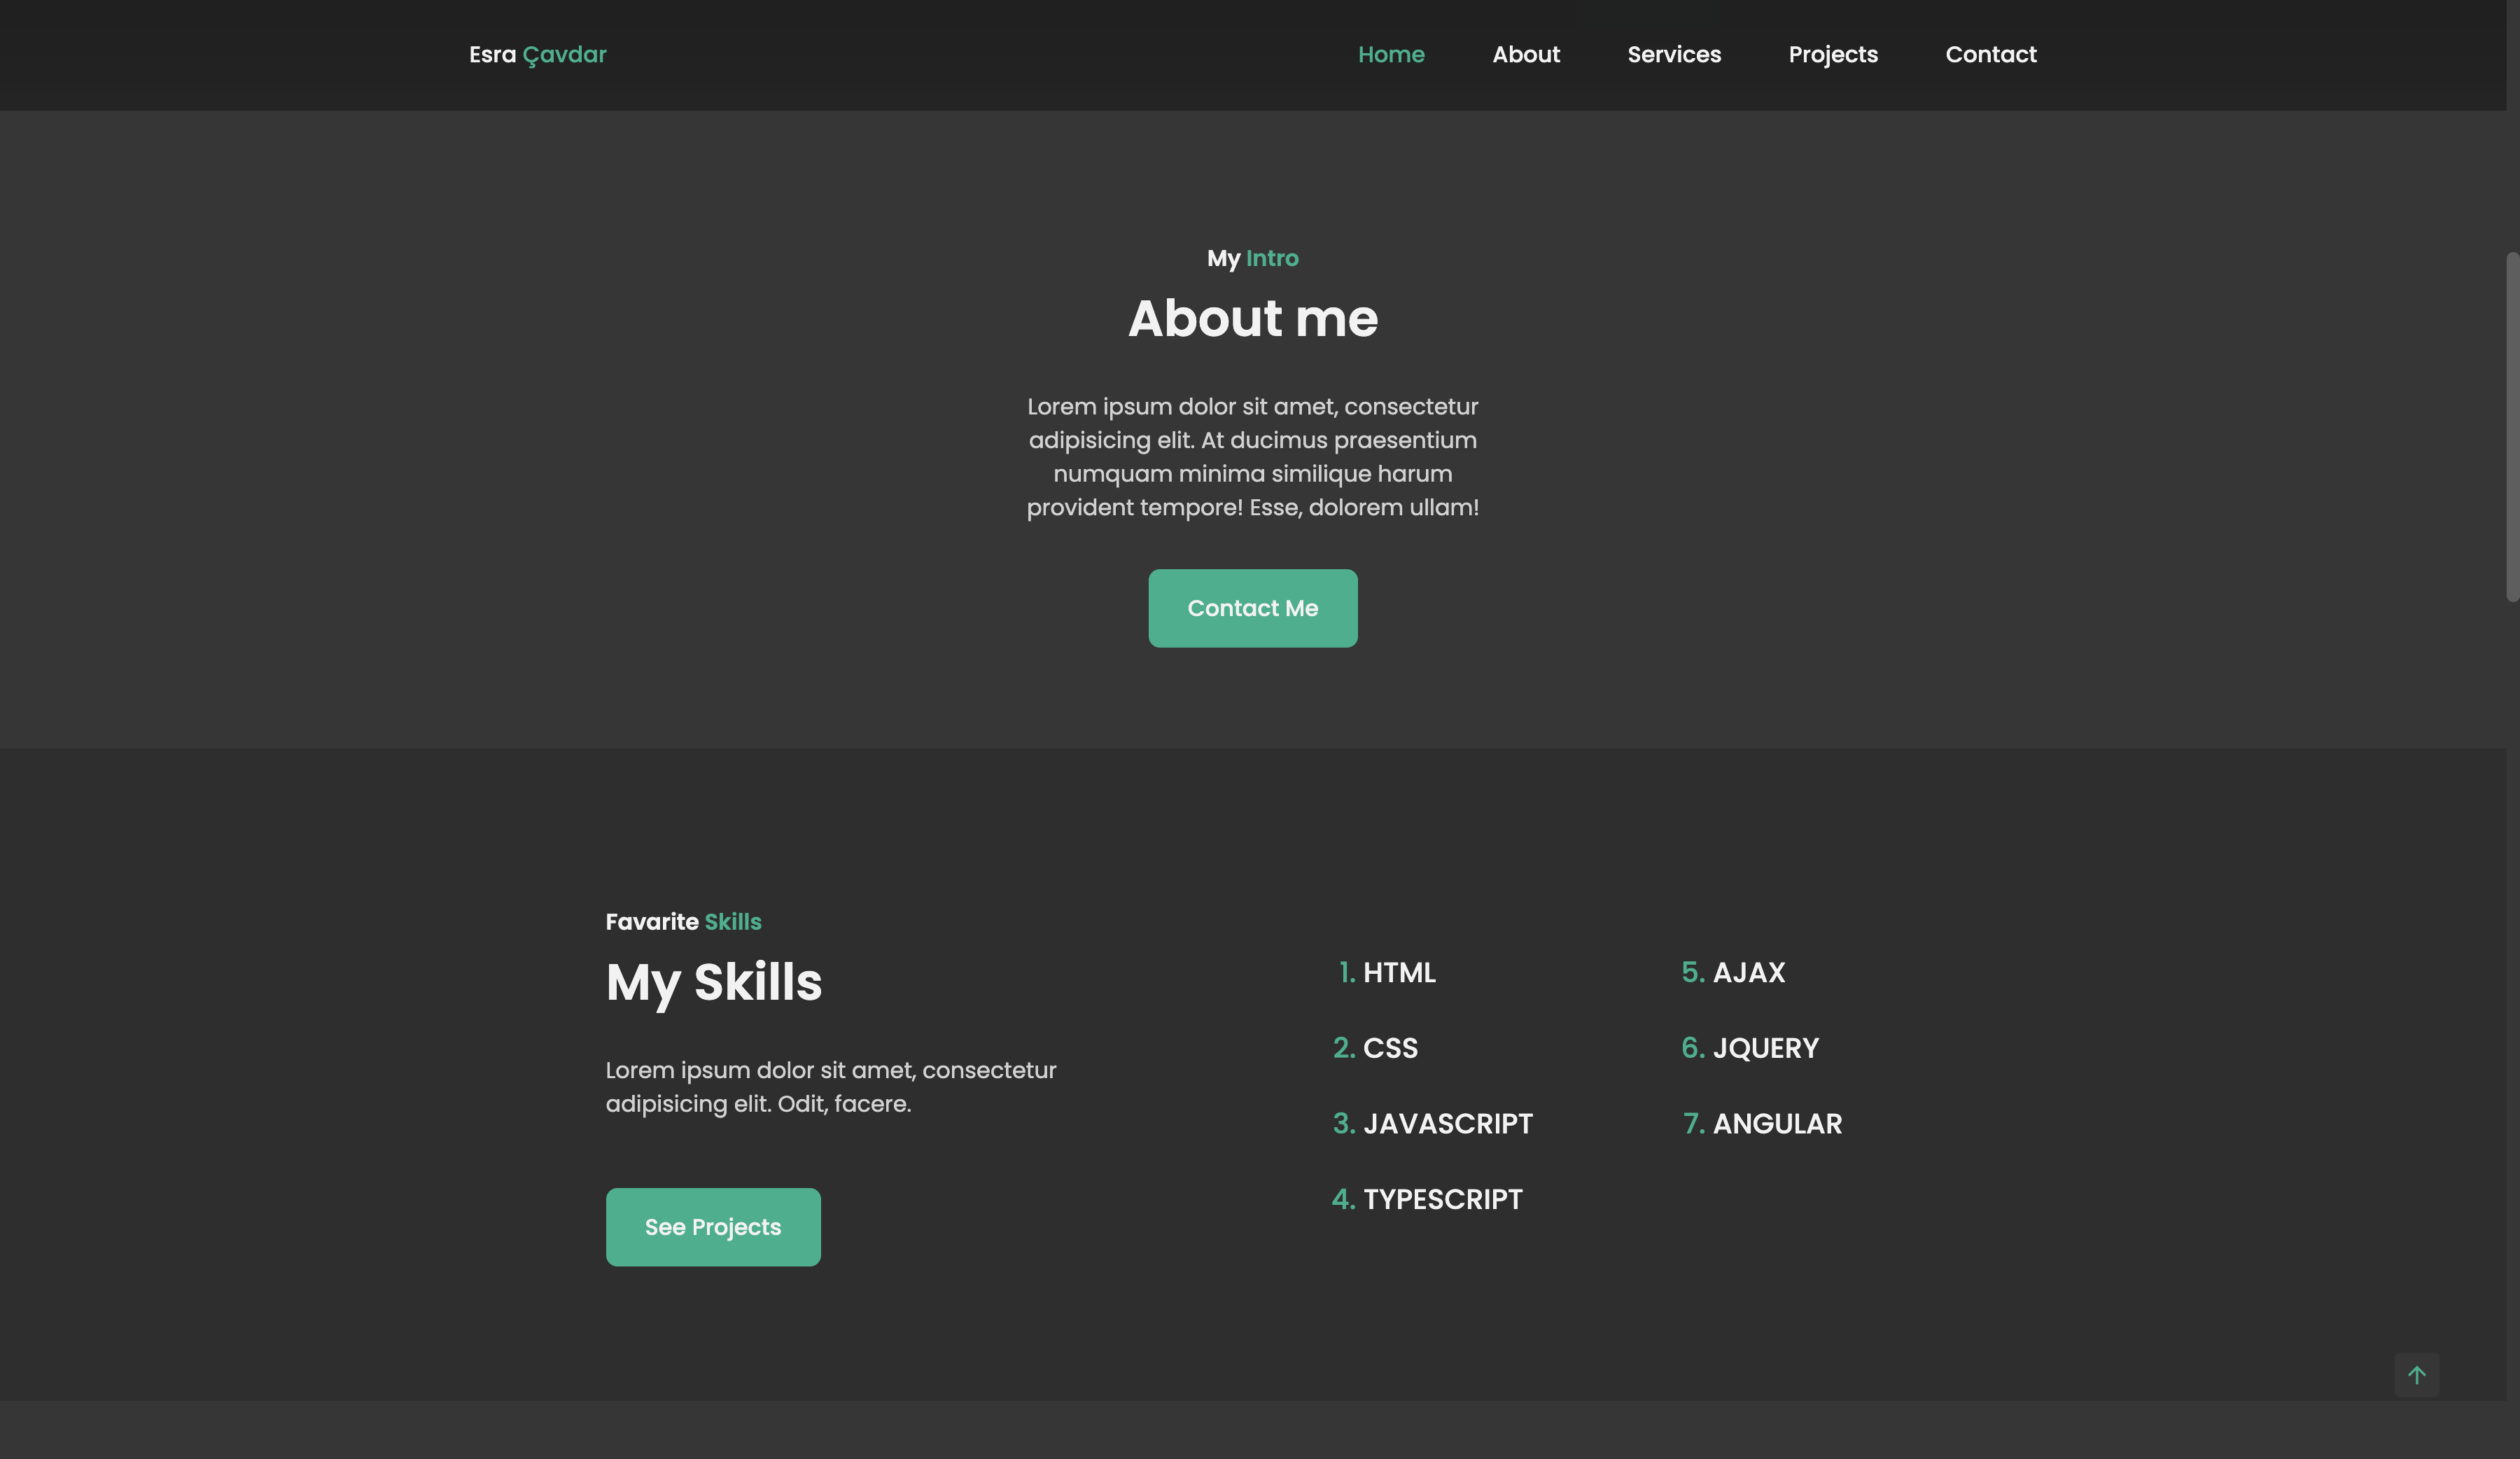 Esra Çavdar
Home About Services Projects Contact
My Intro
About me
Lorem ipsum dolor sit amet, consectetur
adipisicing elit. At ducimus praesentium
numquam minima similique harum
provident tempore! Esse, dolorem ullam!
Contact Me
Favarite Skills
My Skills
Lorem ipsum dolor sit amet, consectetur
adipisicing elit. Odit, facere.
See Projects
1. HTML
2. CSS
3. JAVASCRIPT
4. TYPESCRIPT
5. AJAX
6. JQUERY
7. ANGULAR